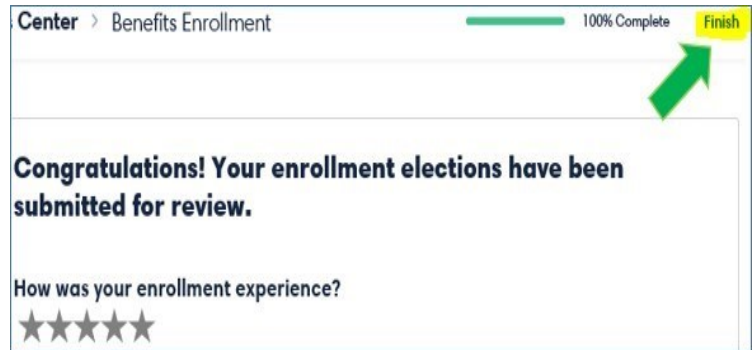 Center > Benefits Enrollment 100% Complete Finish
Congratulations! Your enrollment elections have been
submitted for review.
How was your enrollment experience?